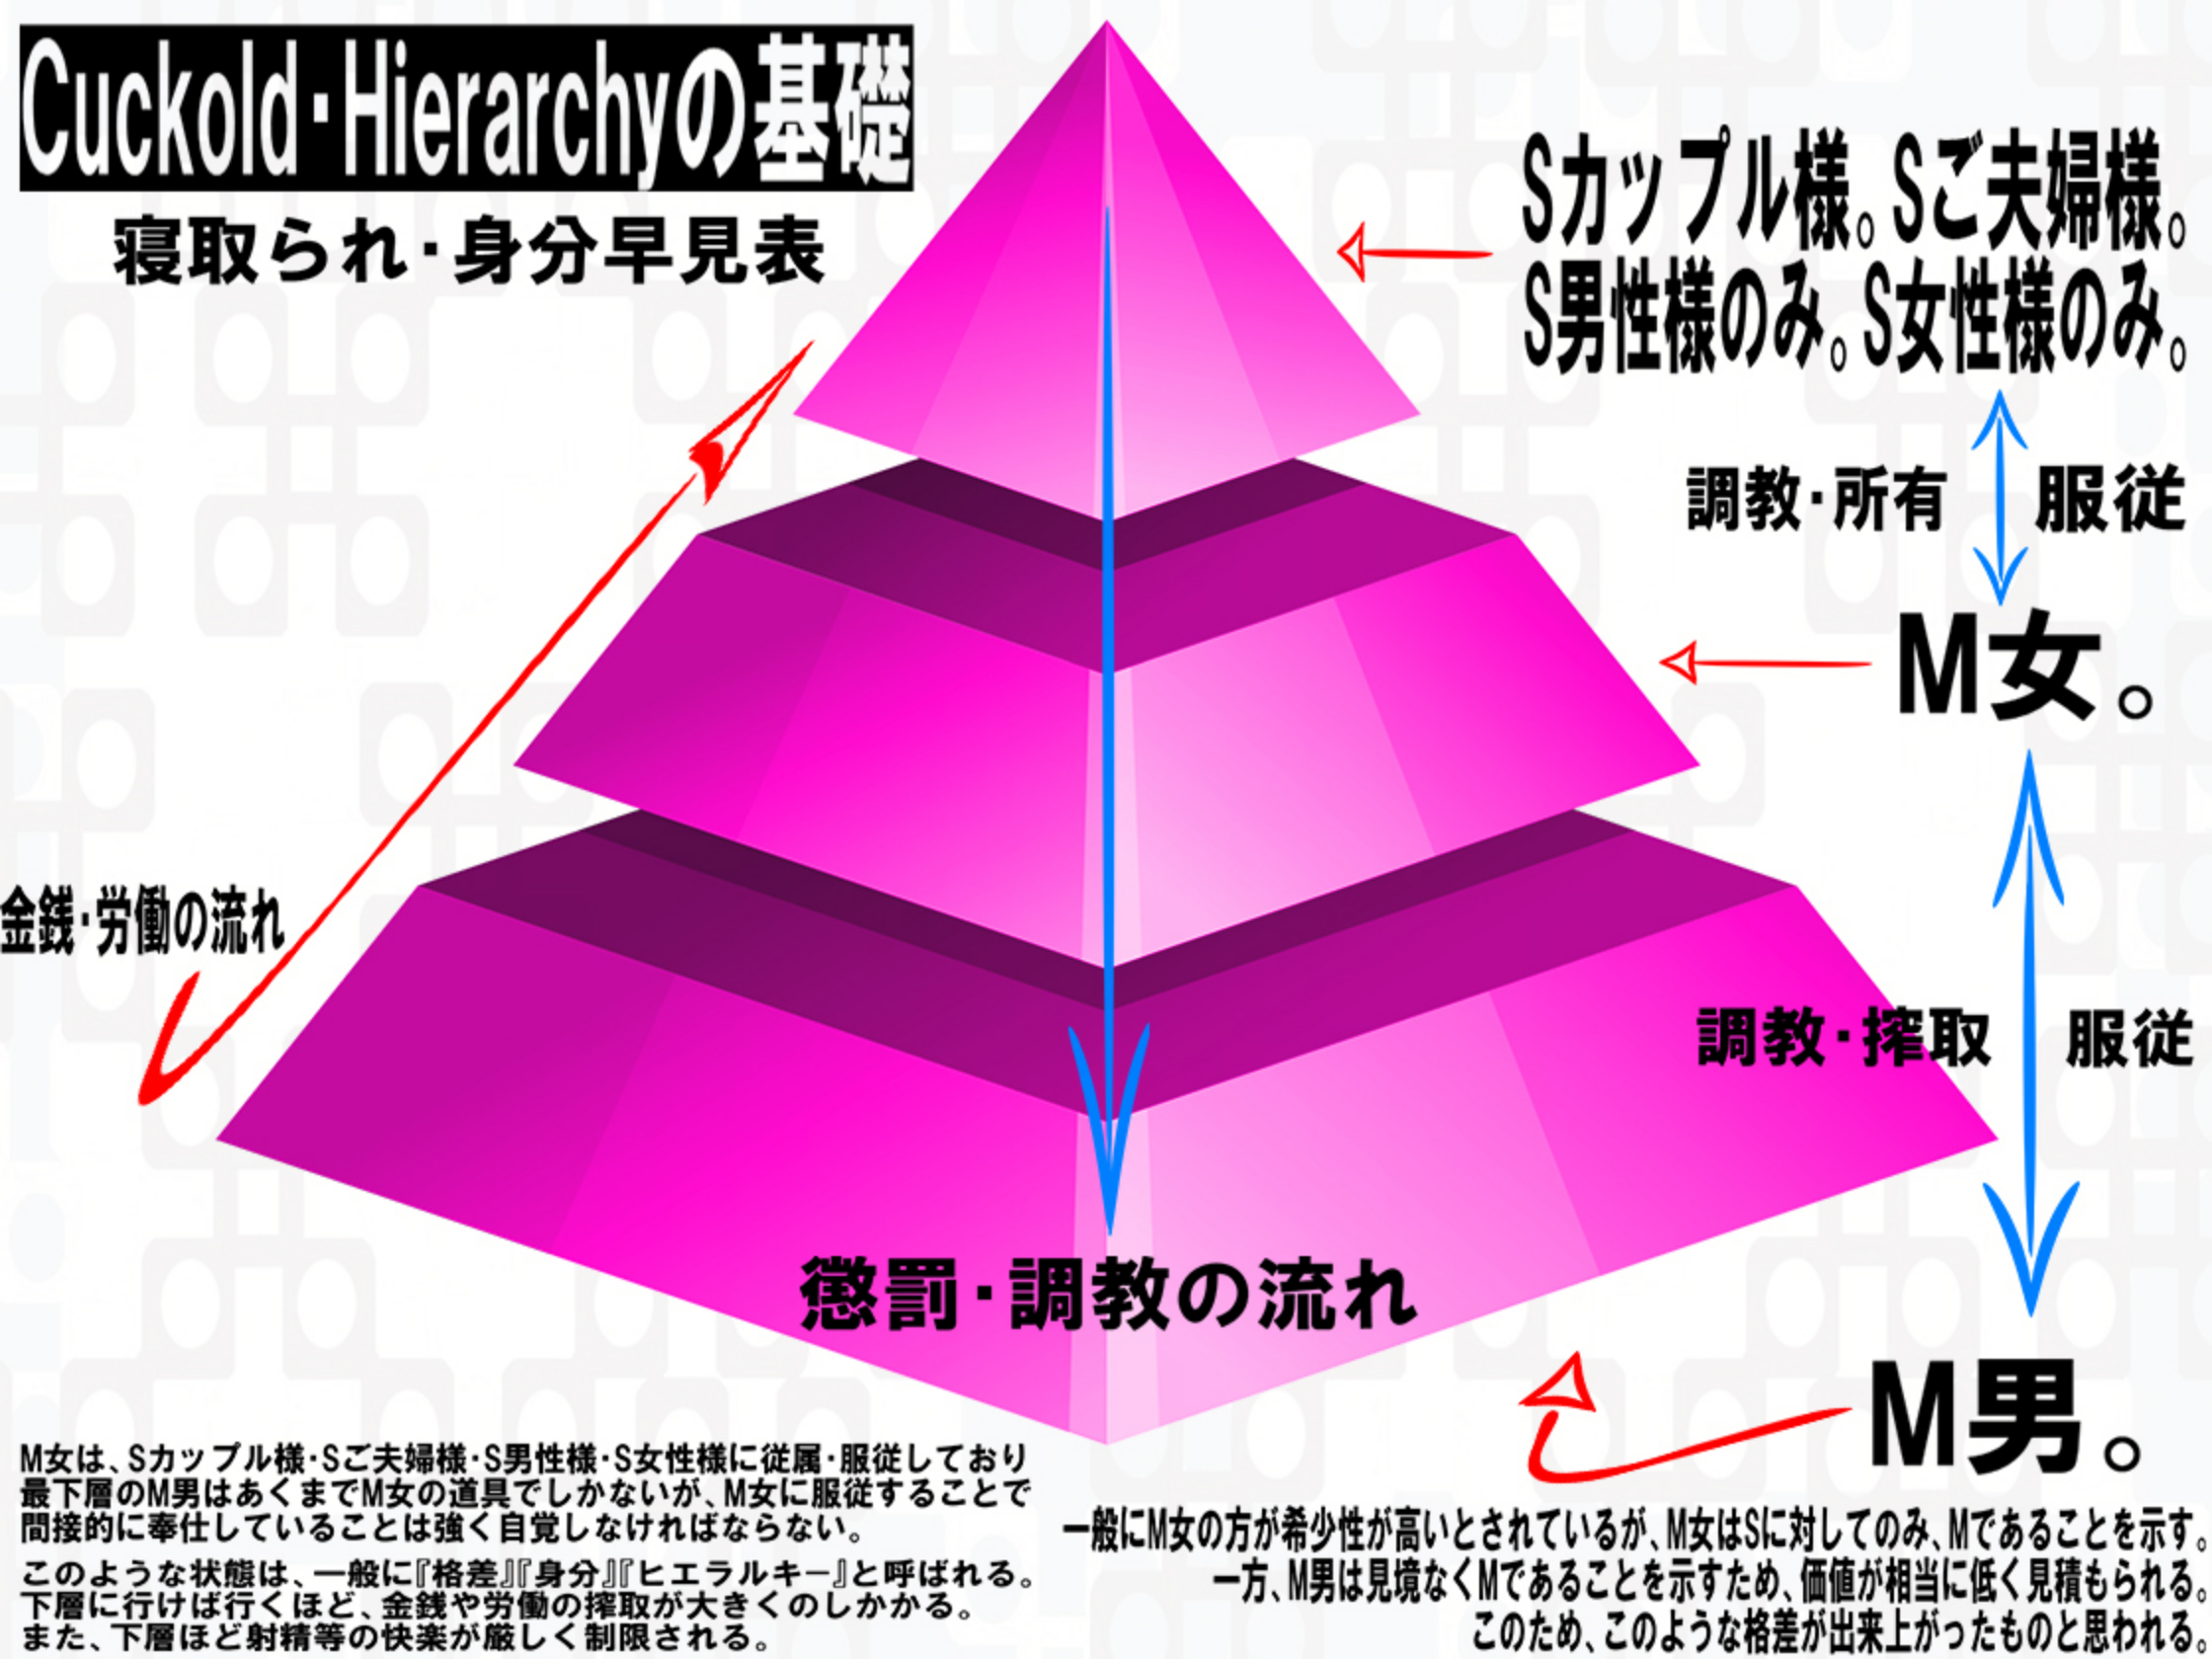 Cuckold・Hierarchyの基礎
寝取られ・身分早見表
Sカップル様。Sご夫婦様。
S男性様のみ。S女性様のみ。
調教・所有
服従
M女。
金銭・労働の流れ
調教・搾取
服従
懲罰・調教の流れ
M男。
M女は、Sカップル様・Sご夫婦様・S男性様・S女性様に従属・服従しており
最下層のM男はあくまでM女の道具でしかないが、M女に服従することで
間接的に奉仕していることは強く自覚しなければならない。
このような状態は、一般に『格差』『身分』『ヒエラルキー』と呼ばれる。
下層に行けば行くほど、金銭や労働の搾取が大きくのしかかる。
また、下層ほど射精等の快楽が厳しく制限される。
一般にM女の方が希少性が高いとされているが、M女はSに対してのみ、Mであることを示す。
一方、M男は見境なくMであることを示すため、価値が相当に低く見積もられる。
このため、このような格差が出来上がったものと思われる。